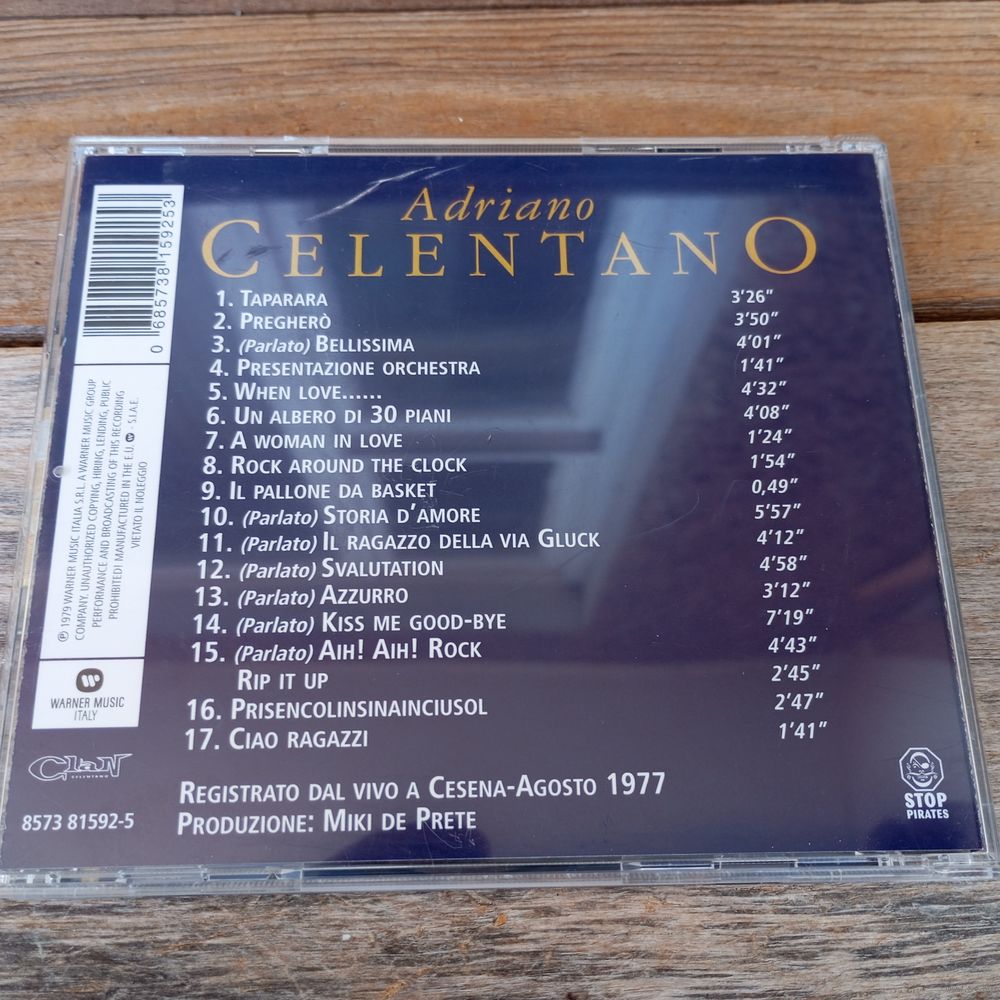 Adriano
CELENTANO
1. TAPARARA 3'26"
2. PREGHERÒ 3'50"
3. (Parlato) BELLISSIMA 4'01"
4. PRESENTAZIONE ORCHESTRA 1'41"
5. WHEN LOVE...... 4'32"
6. UN ALBERO DI 30 PIANI 4'08"
7. A WOMAN IN LOVE 1'24"
8. ROCK AROUND THE CLOCK 1'54"
9. IL PALLONE DA BASKET 0,49"
10. (Parlato) STORIA D'AMORE 5'57"
11. (Parlato) IL RAGAZZO DELLA VIA GLUCK 4'12"
12. (Parlato) SVALUTATION 4'58"
13. (Parlato) AZZURRO 3'12"
14. (Parlato) KISS ME GOOD-BYE 7'19"
15. (Parlato) AIH! AIH! ROCK 4'43"
RIP IT UP 2'45"
16. PRISENCOLINSINAINCIUSOL 2'47"
17. CIAO RAGAZZI 1'41"
REGISTRATO DAL VIVO A CESENA-AGOSTO 1977
PRODUZIONE: MIKI DE PRETE
0 685738 159253
℗ 1979 WARNER MUSIC ITALIA S.R.L. A WARNER MUSIC GROUP
COMPANY. UNAUTHORIZED COPYING, HIRING, LENDING, PUBLIC
PERFORMANCE AND BROADCASTING OF THIS RECORDING
PROHIBITED! MANUFACTURED IN THE E.U. - S.I.A.E.
VIETATO IL NOLEGGIO
WARNER MUSIC
ITALY
Clan
CELENTANO
8573 81592-5
STOP
PIRATES